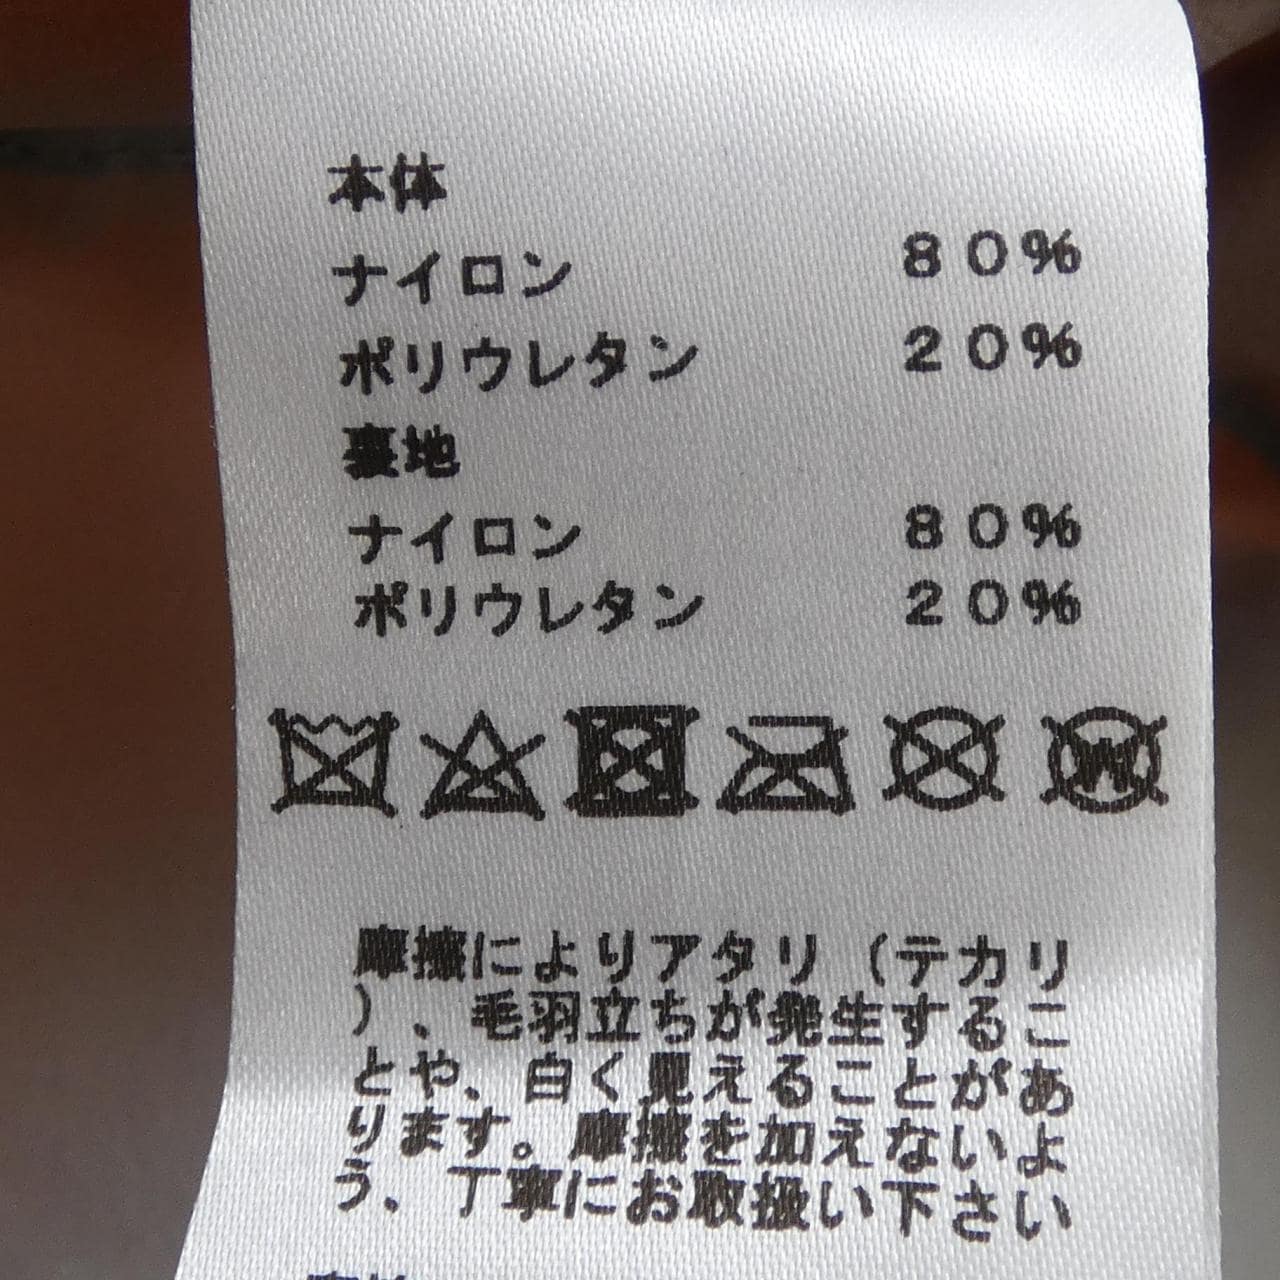 本体
ナイロン 80%
ポリウレタン 20%
裏地
ナイロン 80%
ポリウレタン 20%
W
摩擦によりアタリ（テカリ
）、毛羽立ちが発生するこ
とや、白く見えることがあ
ります。摩擦を加えないよ
う、丁寧にお取扱い下さい